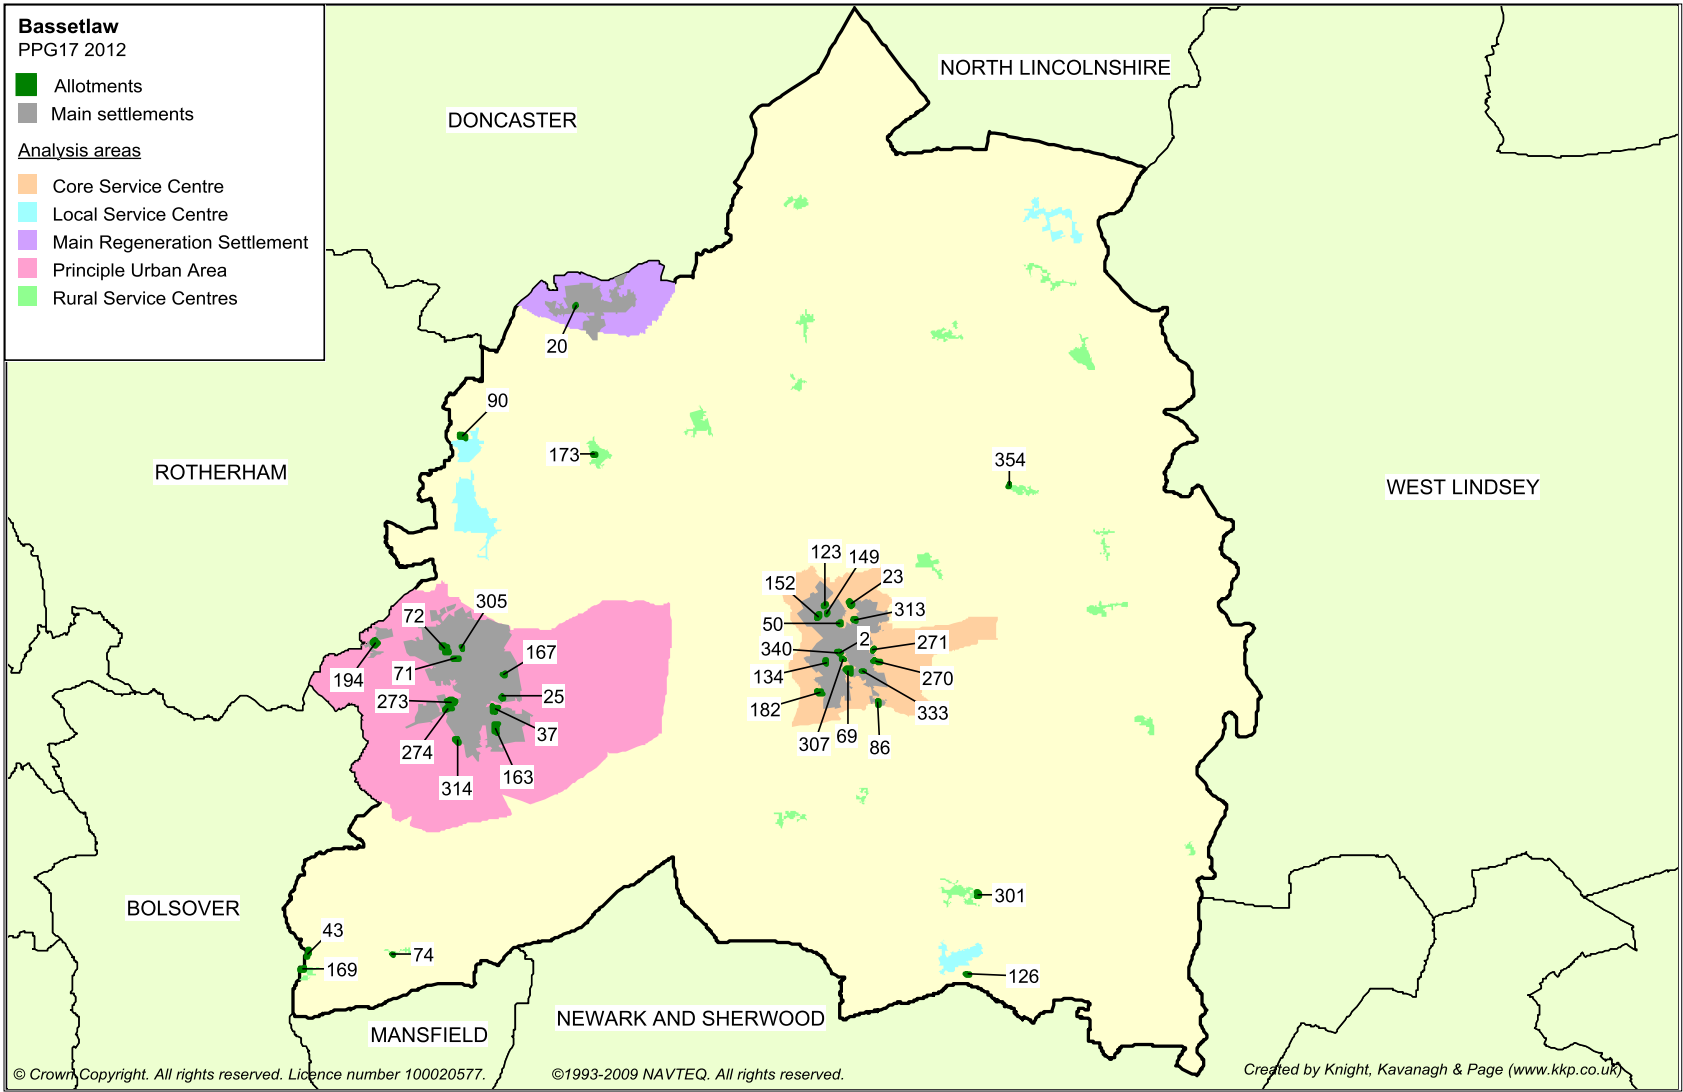 Bassetlaw
PPG17 2012
Allotments
Main settlements
Analysis areas
Core Service Centre
Local Service Centre
Main Regeneration Settlement
Principle Urban Area
Rural Service Centres
NORTH LINCOLNSHIRE
DONCASTER
20
90
173
354
ROTHERHAM
WEST LINDSEY
123
149
152
23
313
50
2
340
271
134
270
182
333
307
69
86
305
72
167
194
71
25
273
37
274
163
314
301
BOLSOVER
43
74
169
126
NEWARK AND SHERWOOD
MANSFIELD
© Crown Copyright. All rights reserved. Licence number 100020577.
©1993-2009 NAVTEQ. All rights reserved.
Created by Knight, Kavanagh & Page (www.kkp.co.uk)